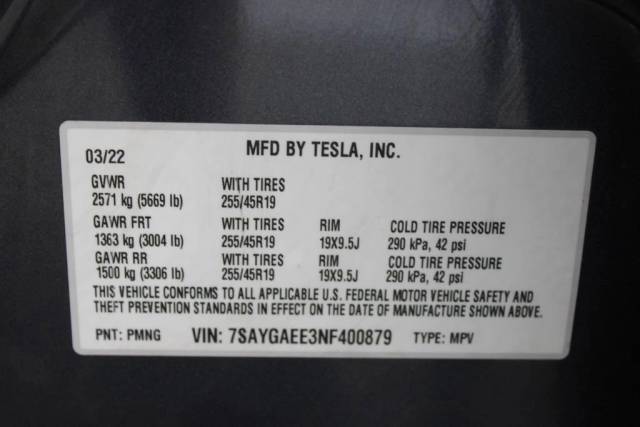 MFD BY TESLA, INC.
03/22
GVWR WITH TIRES
2571 kg (5669 lb) 255/45R19
GAWR FRT WITH TIRES RIM COLD TIRE PRESSURE
1363 kg (3004 lb) 255/45R19 19X9.5J 290 kPa, 42 psi
GAWR RR WITH TIRES RIM COLD TIRE PRESSURE
1500 kg (3306 lb) 255/45R19 19X9.5J 290 kPa, 42 psi
THIS VEHICLE CONFORMS TO ALL APPLICABLE U.S. FEDERAL MOTOR VEHICLE SAFETY AND
THEFT PREVENTION STANDARDS IN EFFECT ON THE DATE OF MANUFACTURE SHOWN ABOVE.
PNT: PMNG VIN: 7SAYGAEE3NF400879 TYPE: MPV